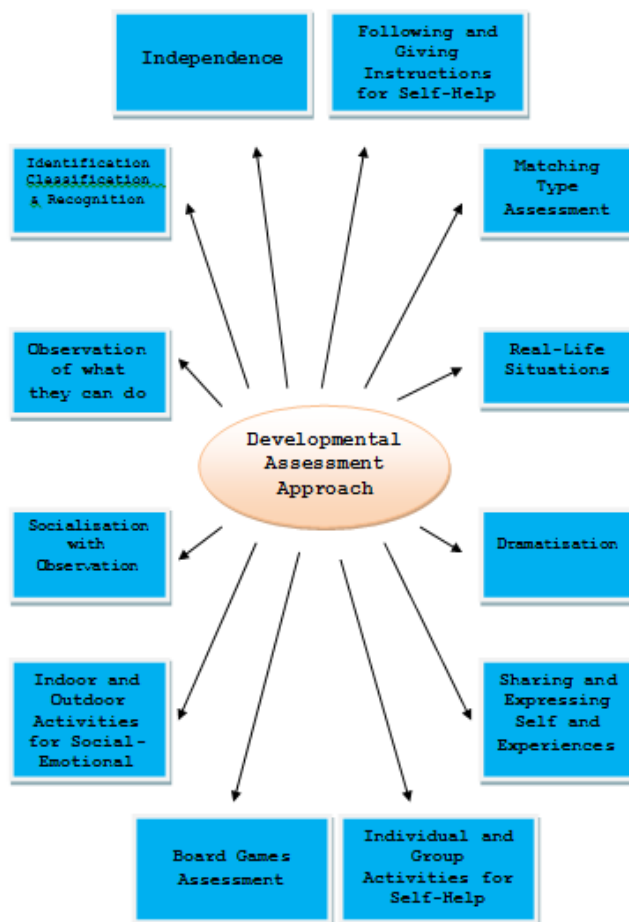 Independence
Following and
Giving
Instructions
for Self-Help
Identification
Classification
& Recognition
Matching
Type
Assessment
Observation
of what
they can do
Real-Life
Situations
Developmental
Assessment
Approach
Socialisation
with
Observation
Dramatisation
Indoor and
Outdoor
Activities
for Social-
Emotional
Sharing and
Expressing
Self and
Experiences
Board Games
Assessment
Individual and
Group
Activities for
Self-Help